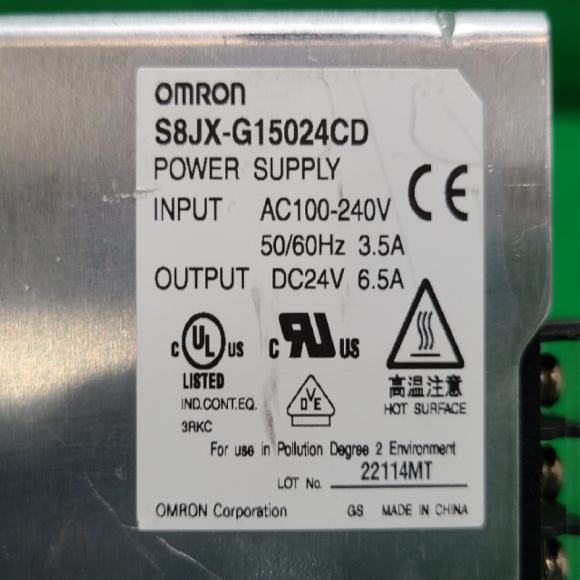 OMRON
S8JX-G15024CD
POWER SUPPLY
INPUT AC100-240V
50/60Hz 3.5A
OUTPUT DC24V 6.5A
CE
c UL US
LISTED
c RU US
IND.CONT.EQ.
3RKC
VDE
高温注意
HOT SURFACE
For use in Pollution Degree 2 Environment
LOT No. 22114MT
OMRON Corporation GS MADE IN CHINA